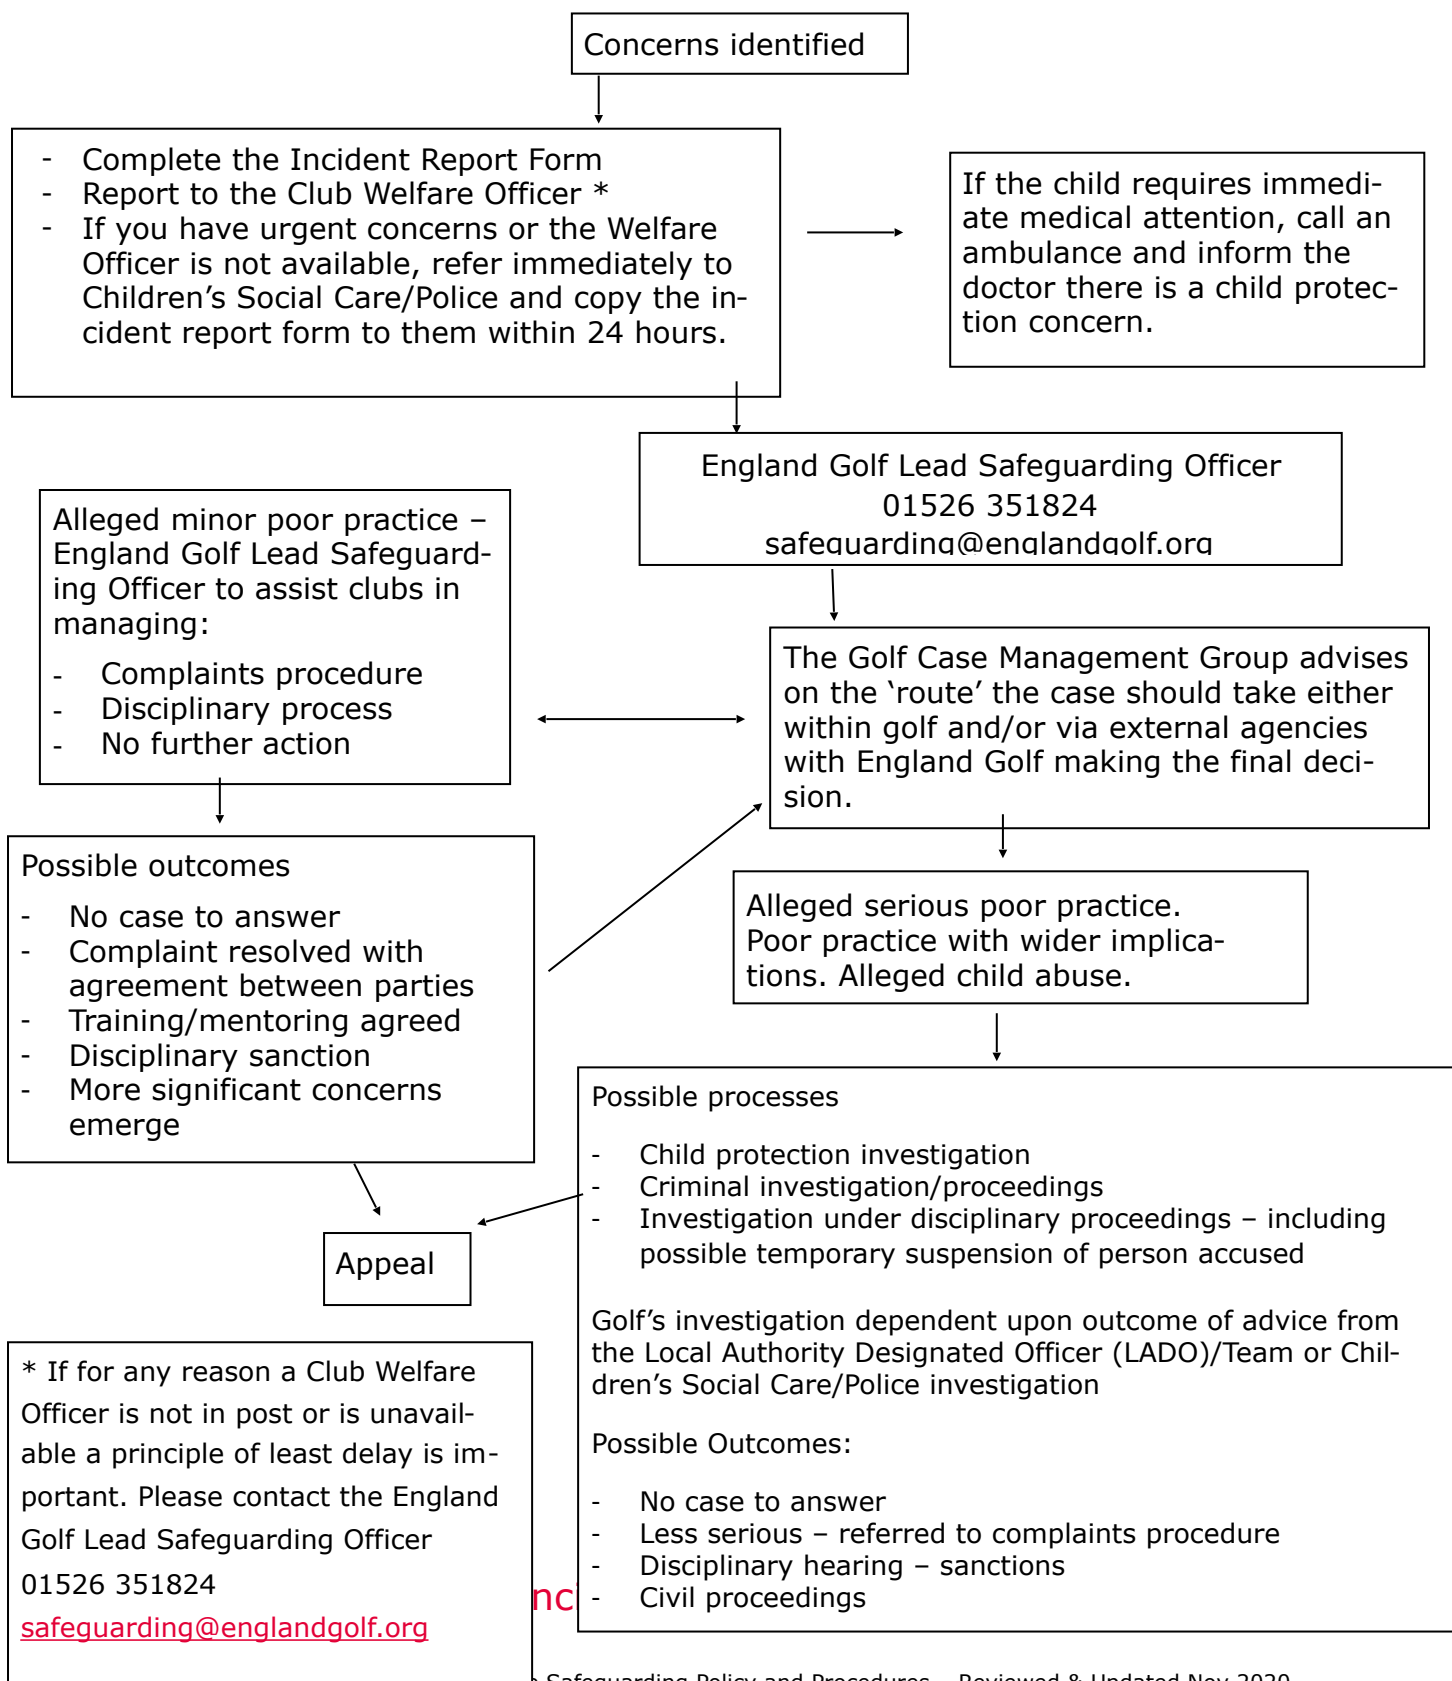 Concerns identified
- Complete the Incident Report Form
- Report to the Club Welfare Officer *
- If you have urgent concerns or the Welfare
Officer is not available, refer immediately to
Children’s Social Care/Police and copy the in-
cident report form to them within 24 hours.
If the child requires immedi-
ate medical attention, call an
ambulance and inform the
doctor there is a child protec-
tion concern.
England Golf Lead Safeguarding Officer
01526 351824
safeguarding@englandgolf.org
Alleged minor poor practice –
England Golf Lead Safeguard-
ing Officer to assist clubs in
managing:
- Complaints procedure
- Disciplinary process
- No further action
The Golf Case Management Group advises
on the ‘route’ the case should take either
within golf and/or via external agencies
with England Golf making the final deci-
sion.
Possible outcomes
- No case to answer
- Complaint resolved with
agreement between parties
- Training/mentoring agreed
- Disciplinary sanction
- More significant concerns
emerge
Alleged serious poor practice.
Poor practice with wider implica-
tions. Alleged child abuse.
Possible processes
- Child protection investigation
- Criminal investigation/proceedings
- Investigation under disciplinary proceedings – including
possible temporary suspension of person accused
Golf’s investigation dependent upon outcome of advice from
the Local Authority Designated Officer (LADO)/Team or Chil-
dren’s Social Care/Police investigation
Possible Outcomes:
- No case to answer
- Less serious – referred to complaints procedure
- Disciplinary hearing – sanctions
- Civil proceedings
Appeal
* If for any reason a Club Welfare
Officer is not in post or is unavail-
able a principle of least delay is im-
portant. Please contact the England
Golf Lead Safeguarding Officer
01526 351824
safeguarding@englandgolf.org
Safeguarding Policy and Procedures – Reviewed & Updated Nov 2020